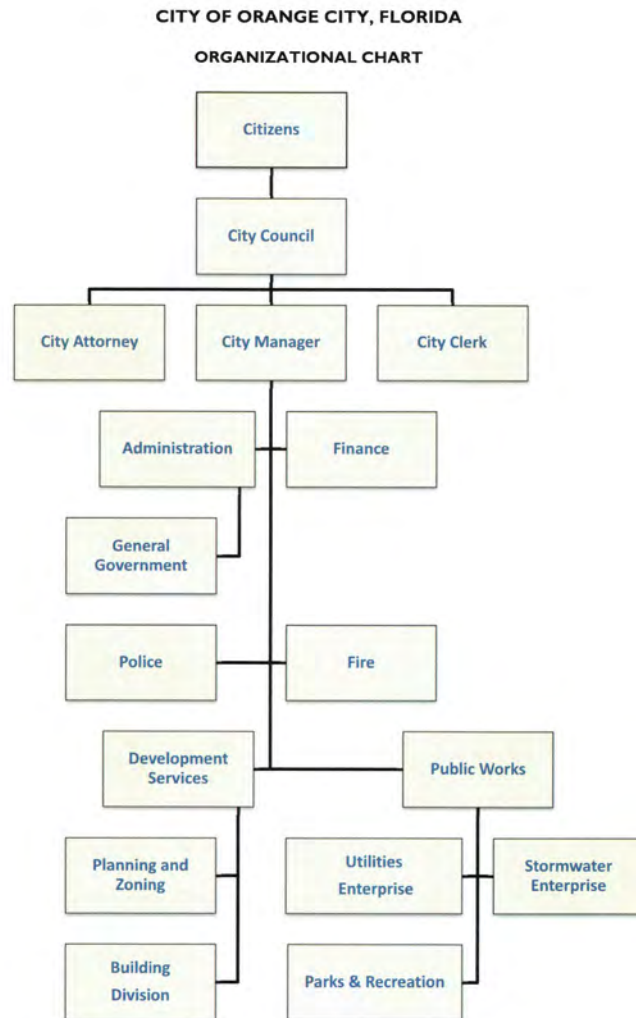 CITY OF ORANGE CITY, FLORIDA
ORGANIZATIONAL CHART
Citizens
City Council
City Attorney
City Manager
City Clerk
Administration
Finance
General
Government
Police
Fire
Development
Services
Public Works
Planning and
Zoning
Utilities
Enterprise
Stormwater
Enterprise
Building
Division
Parks & Recreation